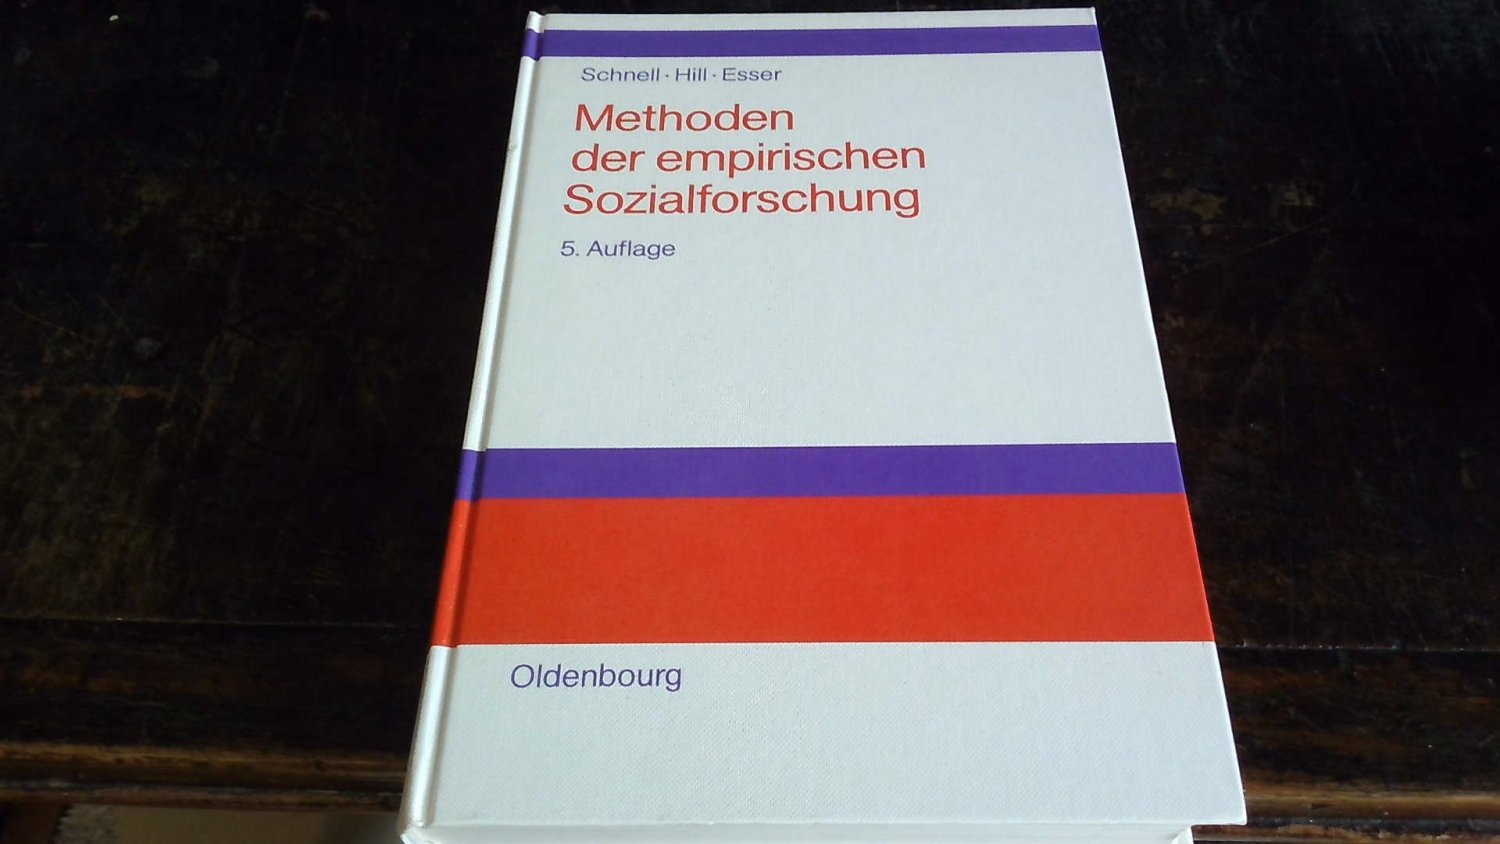 Schnell · Hill · Esser
Methoden
der empirischen
Sozialforschung
5. Auflage
Oldenbourg